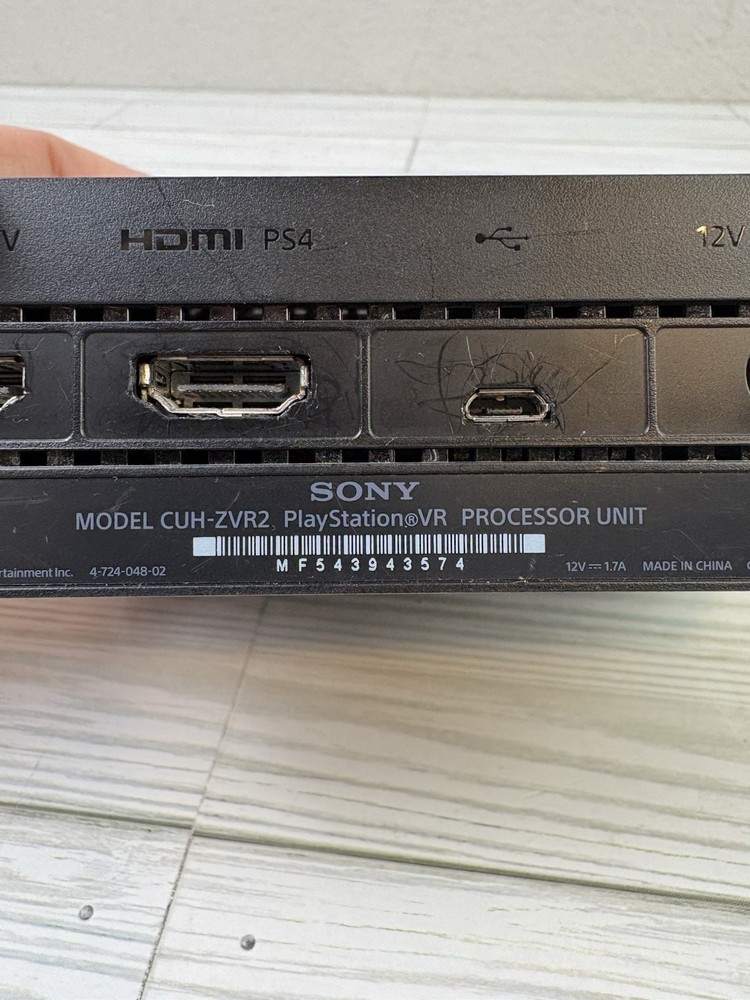 V HDMI PS4 12V
SONY
MODEL CUH-ZVR2 PlayStation®VR PROCESSOR UNIT
MF543943574
rtainment Inc. 4-724-048-02 12V⎓1.7A MADE IN CHINA